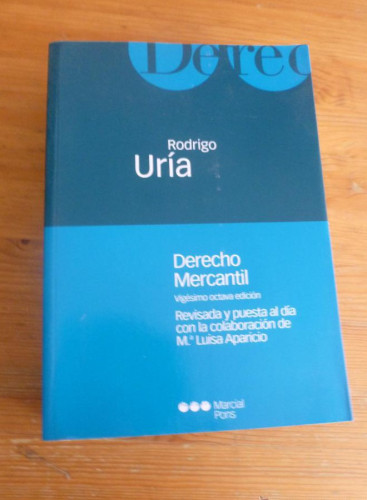 Derec
Rodrigo
Uría
Derecho
Mercantil
Vigésimo octava edición
Revisada y puesta al día
con la colaboración de
M.ª Luisa Aparicio
Marcial
Pons